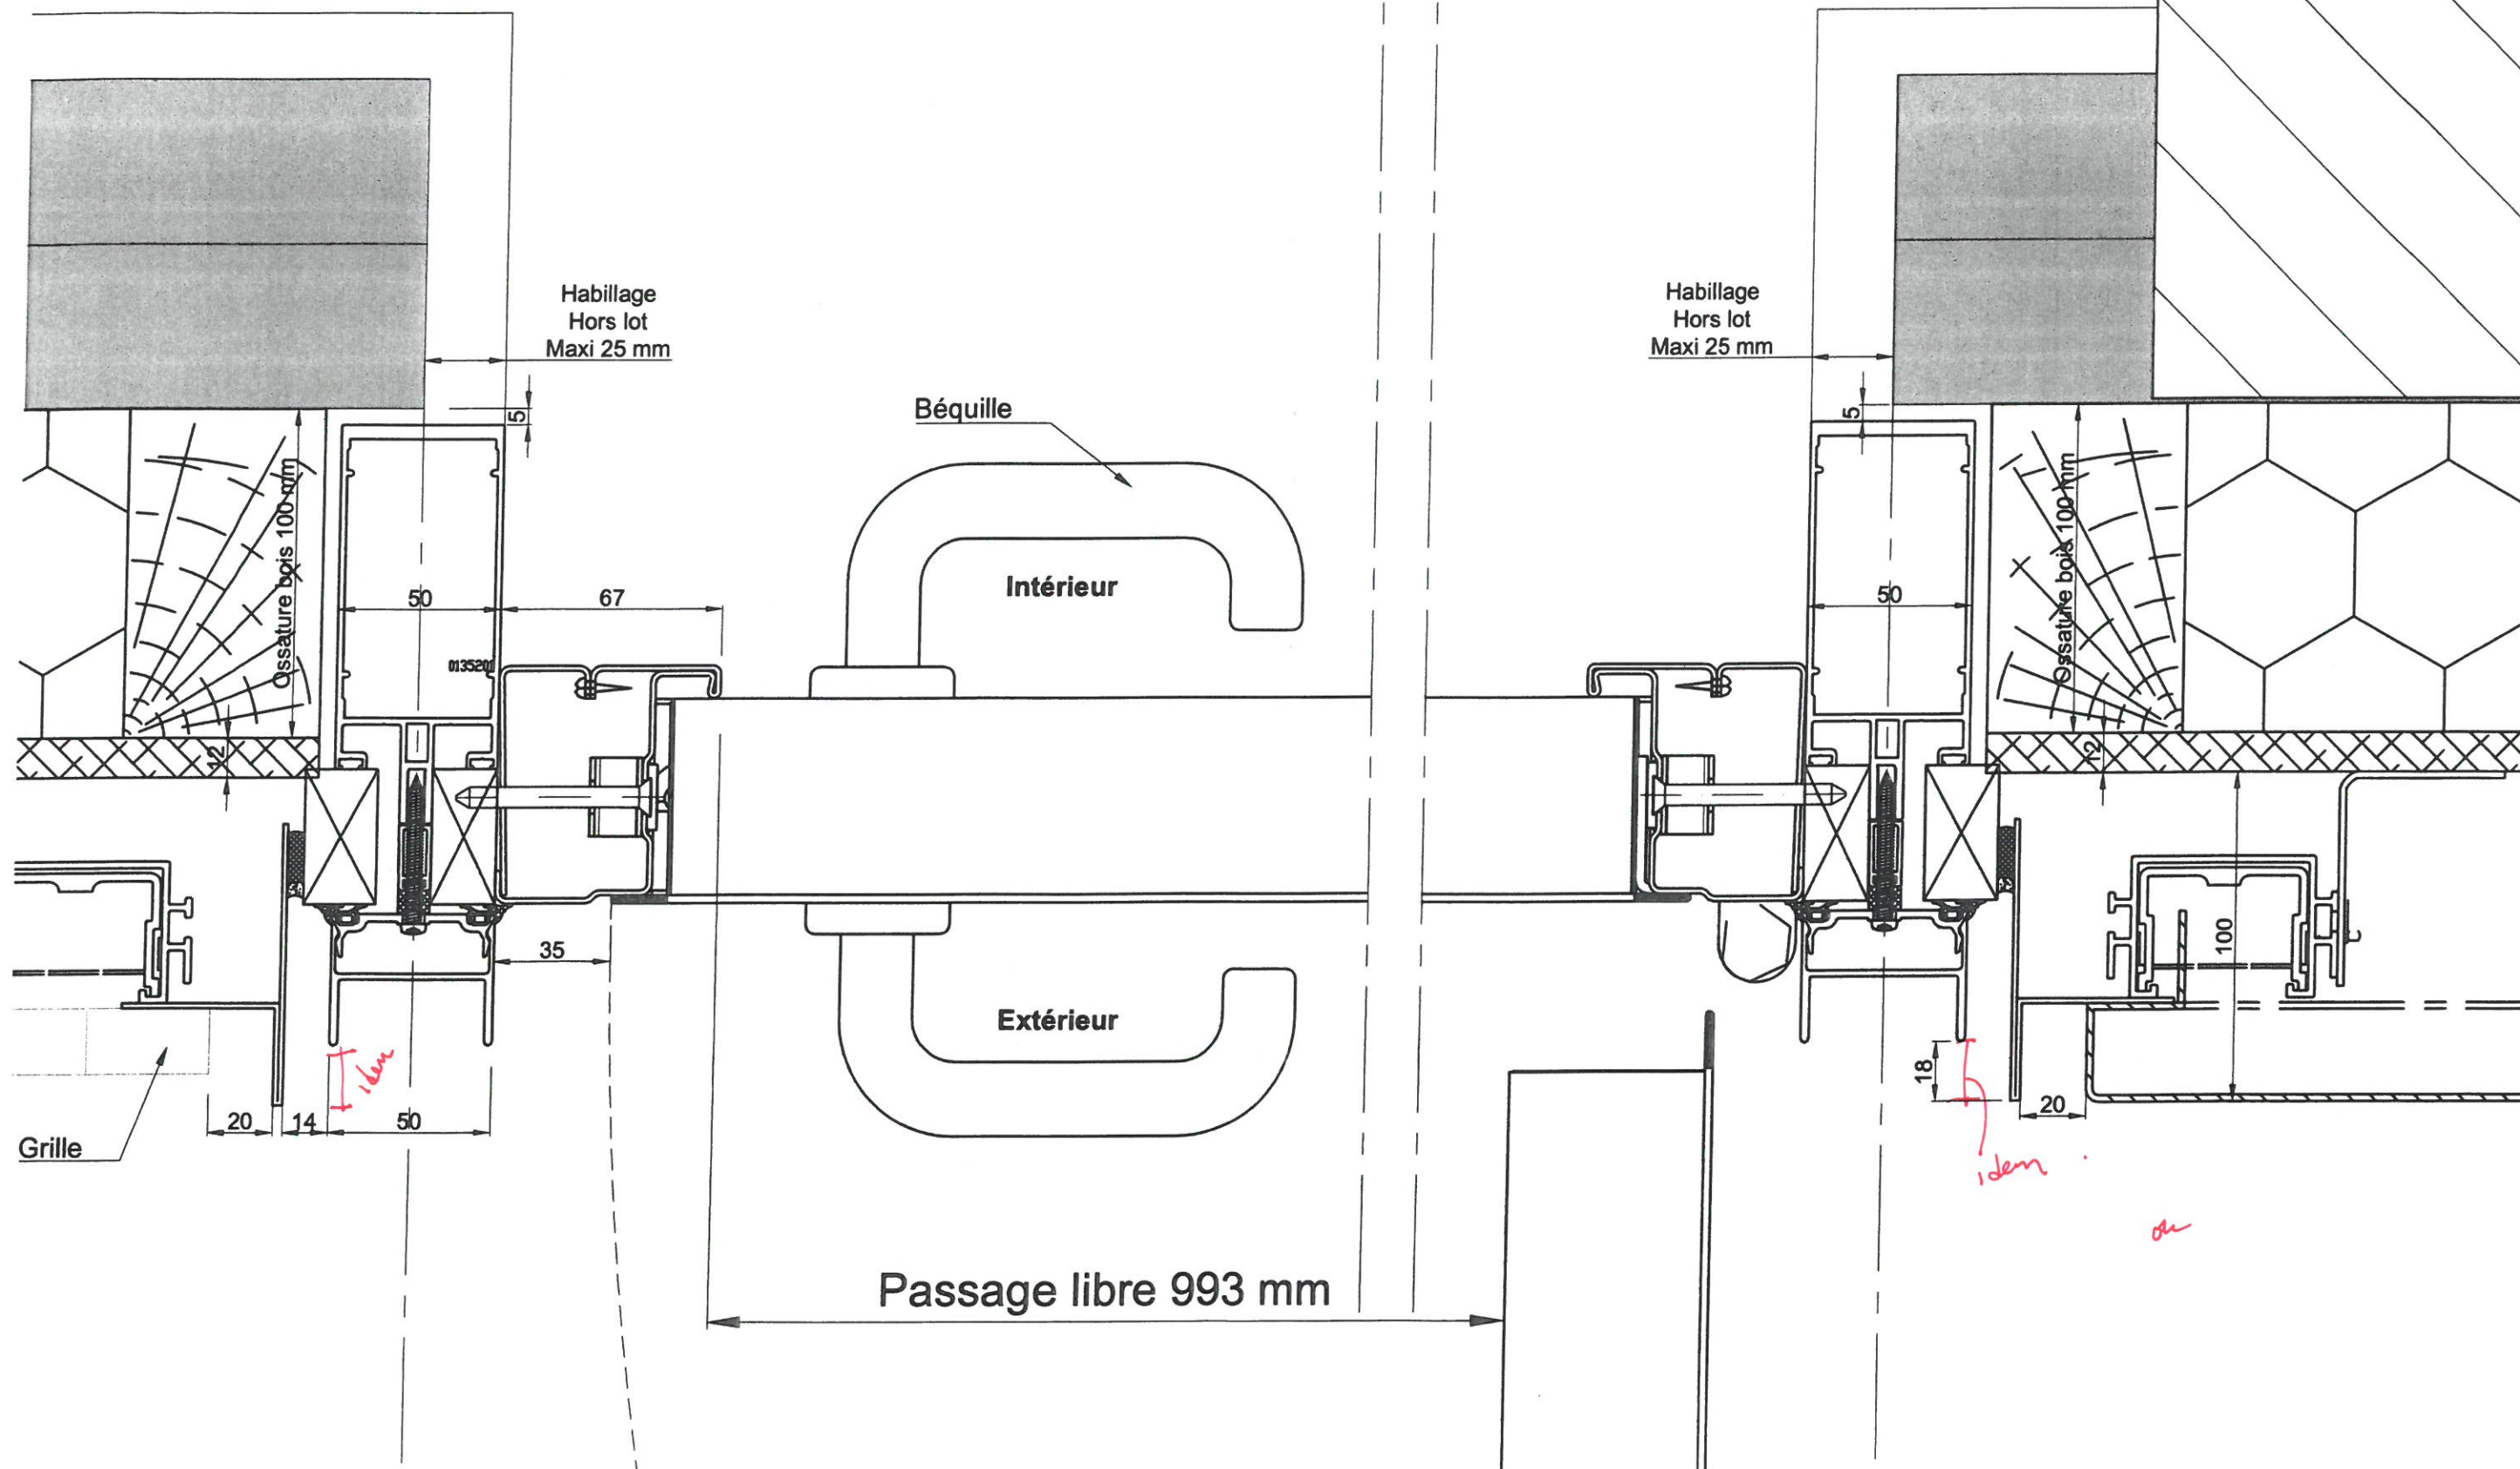 Habillage
Hors lot
Maxi 25 mm
Habillage
Hors lot
Maxi 25 mm
5
5
Béquille
Ossature bois 100 mm
Ossature bois 100 mm
50
67
Intérieur
50
0135201
12
12
35
100
Extérieur
18
idem
20
14
50
20
Grille
idem
Passage libre 993 mm